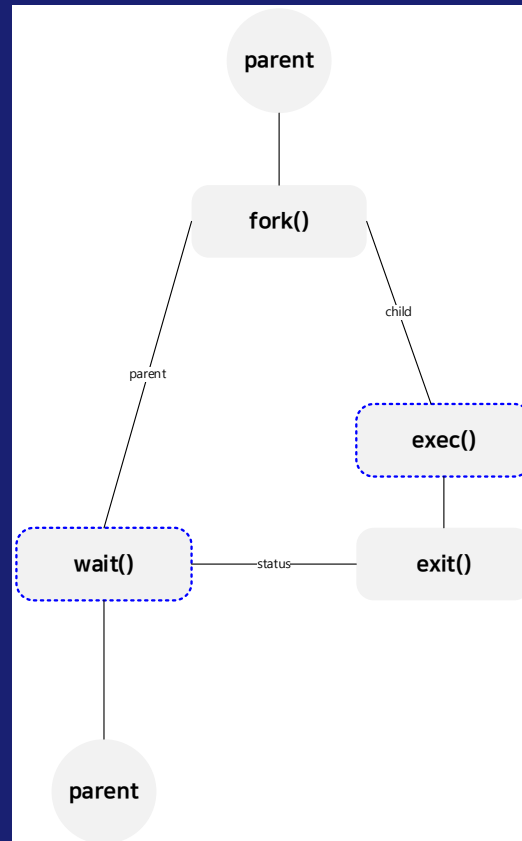 parent
fork()
child
parent
exec()
wait()
status
exit()
parent